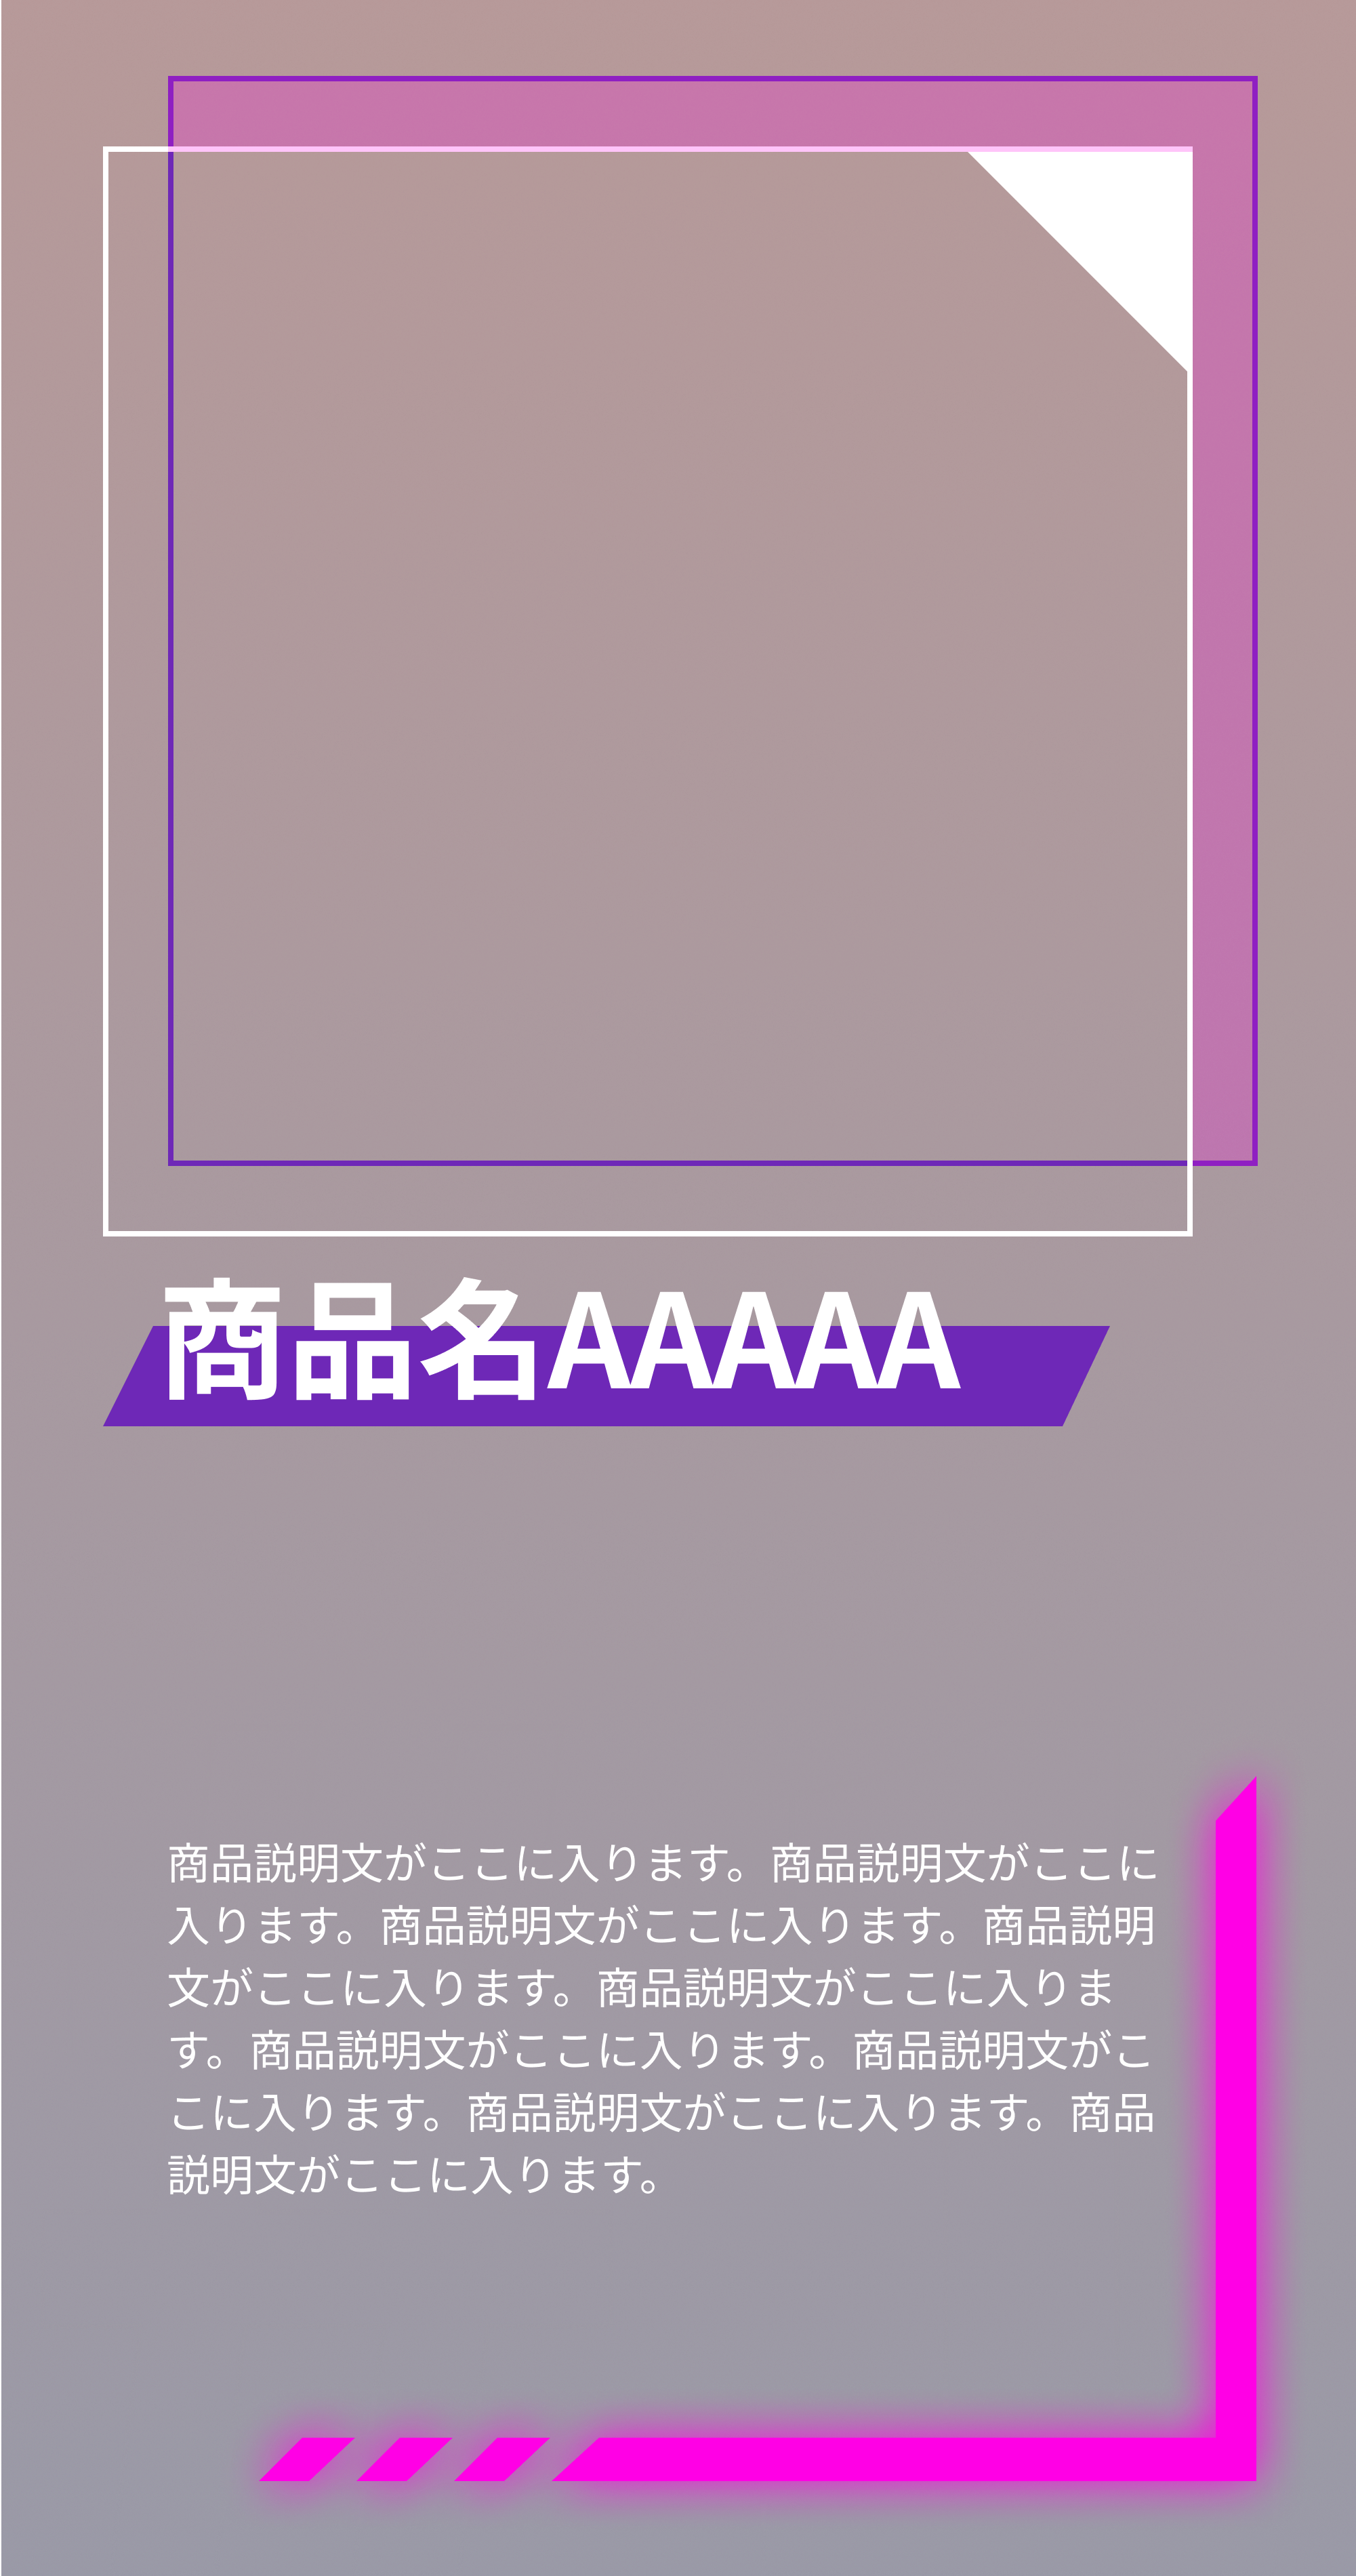 商品名AAAAA
商品説明文がここに入ります。商品説明文がここに
入ります。商品説明文がここに入ります。商品説明
文がここに入ります。商品説明文がここに入りま
す。商品説明文がここに入ります。商品説明文がこ
こに入ります。商品説明文がここに入ります。商品
説明文がここに入ります。